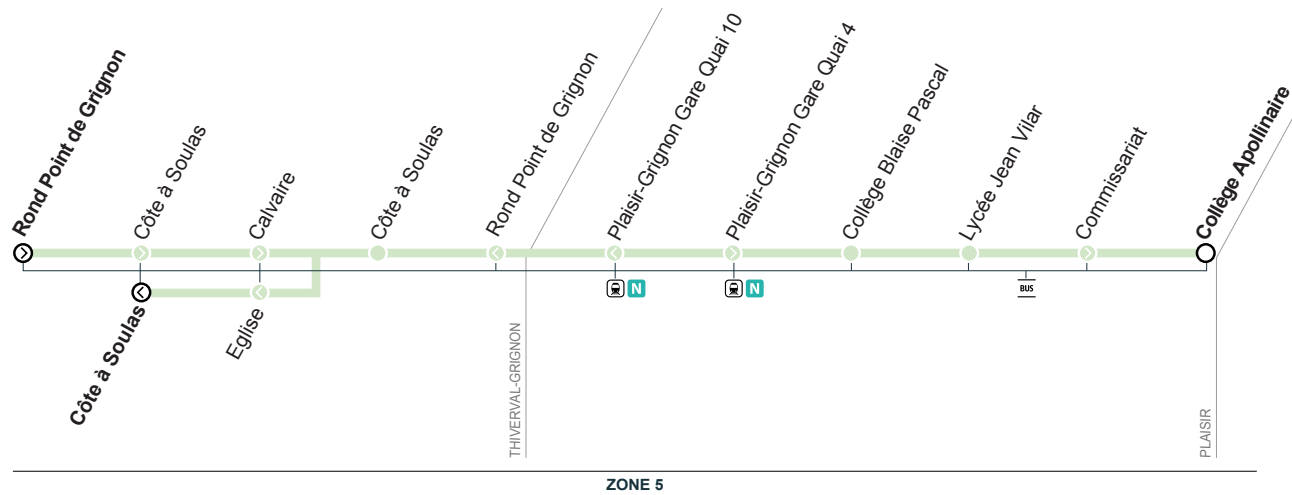 Rond Point de Grignon
Côte à Soulas
Calvaire
Côte à Soulas
Rond Point de Grignon
Plaisir-Grignon Gare Quai 10
Plaisir-Grignon Gare Quai 4
Collège Blaise Pascal
Lycée Jean Vilar
Commissariat
Collège Apollinaire
Côte à Soulas
Eglise
N
N
BUS
THIVERVAL-GRIGNON
PLAISIR
ZONE 5